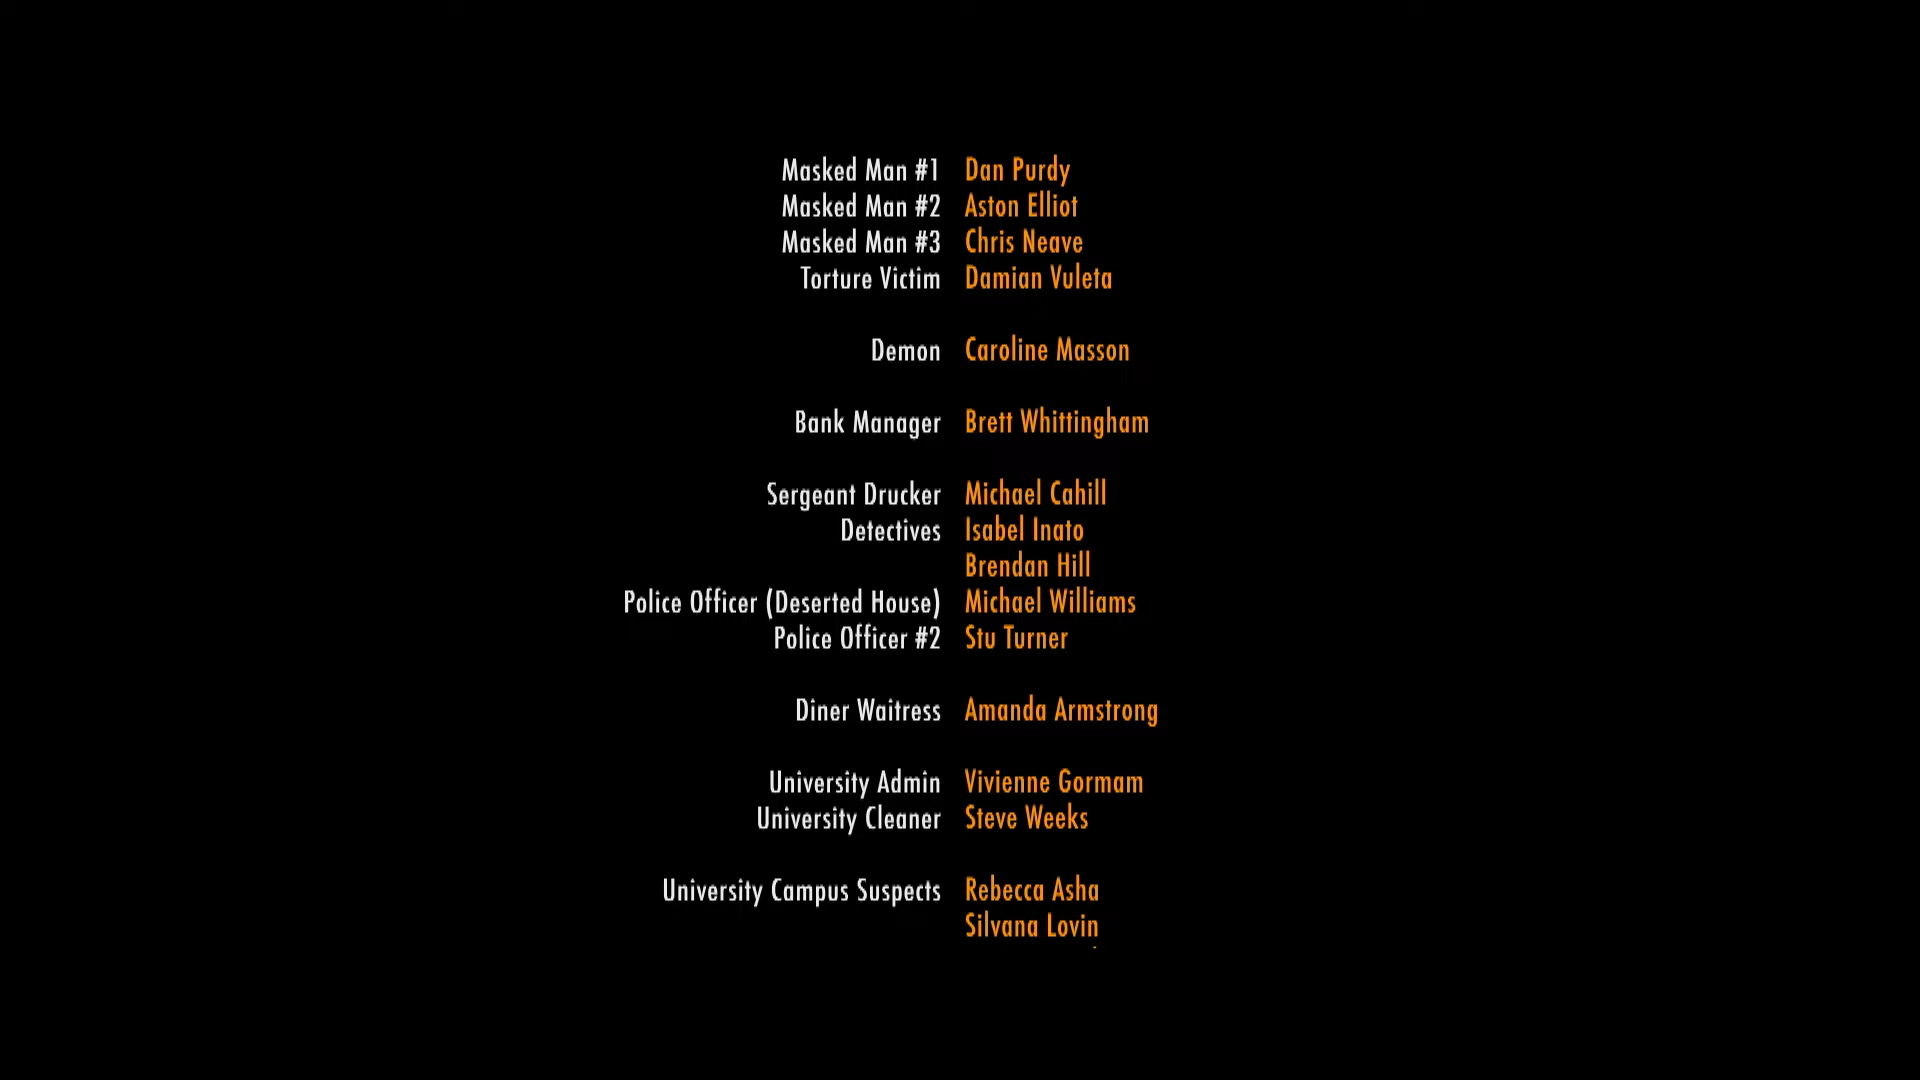 Masked Man #1 Dan Purdy
Masked Man #2 Aston Elliot
Masked Man #3 Chris Neave
Torture Victim Damian Vuleta
Demon Caroline Masson
Bank Manager Brett Whittingham
Sergeant Drucker Michael Cahill
Detectives Isabel Inato
Brendan Hill
Police Officer (Deserted House) Michael Williams
Police Officer #2 Stu Turner
Diner Waitress Amanda Armstrong
University Admin Vivienne Gormam
University Cleaner Steve Weeks
University Campus Suspects Rebecca Asha
Silvana Lovin